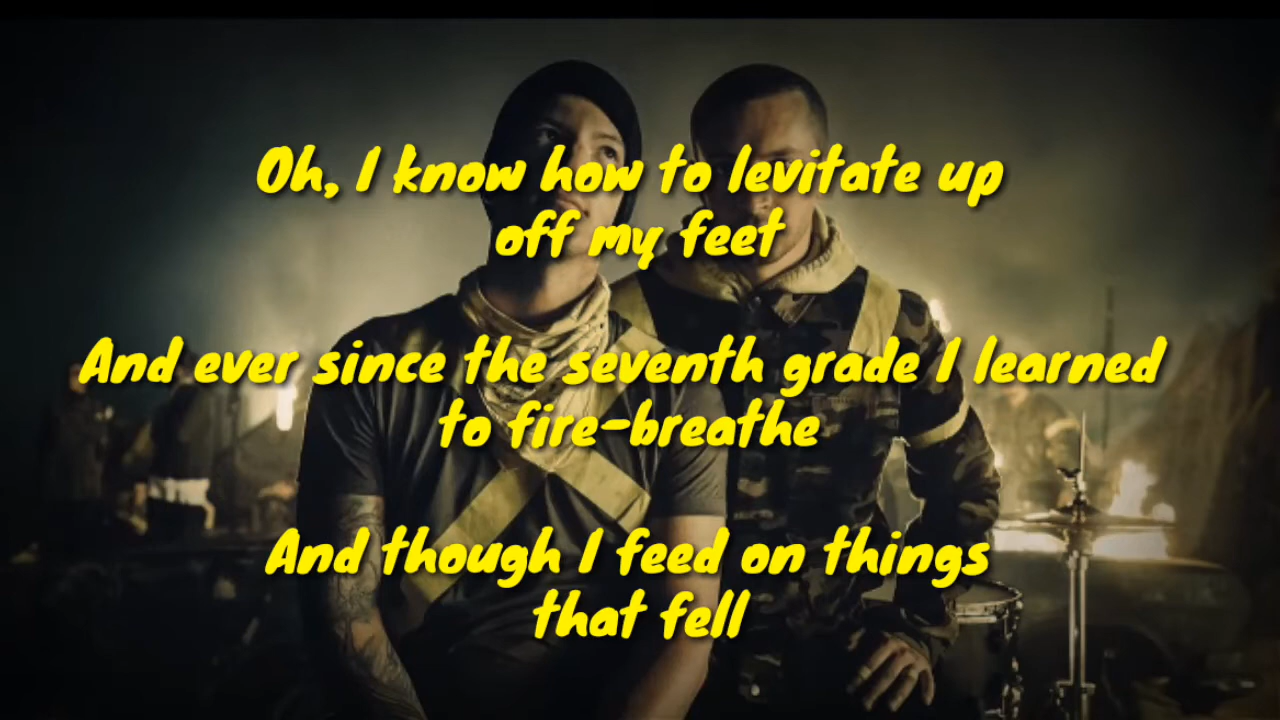 Oh, I know how to levitate up
off my feet
And ever since the seventh grade I learned
to fire-breathe
And though I feed on things
that fell